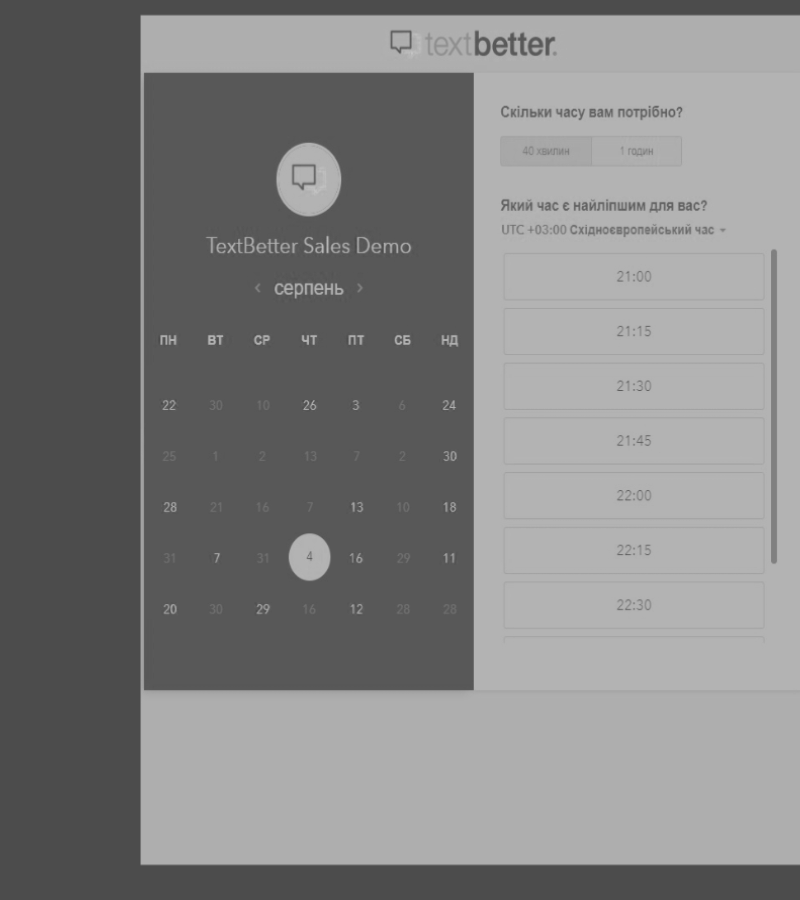 textbetter.
TextBetter Sales Demo
‹ серпень ›
ПН ВТ СР ЧТ ПТ СБ НД
22 30 10 26 3 6 24
25 1 2 13 7 2 30
28 21 16 7 13 10 18
31 7 31 4 16 29 11
20 30 29 16 12 28 28
Скільки часу вам потрібно?
40 хвилин 1 годин
Який час є найліпшим для вас?
UTC +03:00 Східноєвропейський час
21:00
21:15
21:30
21:45
22:00
22:15
22:30